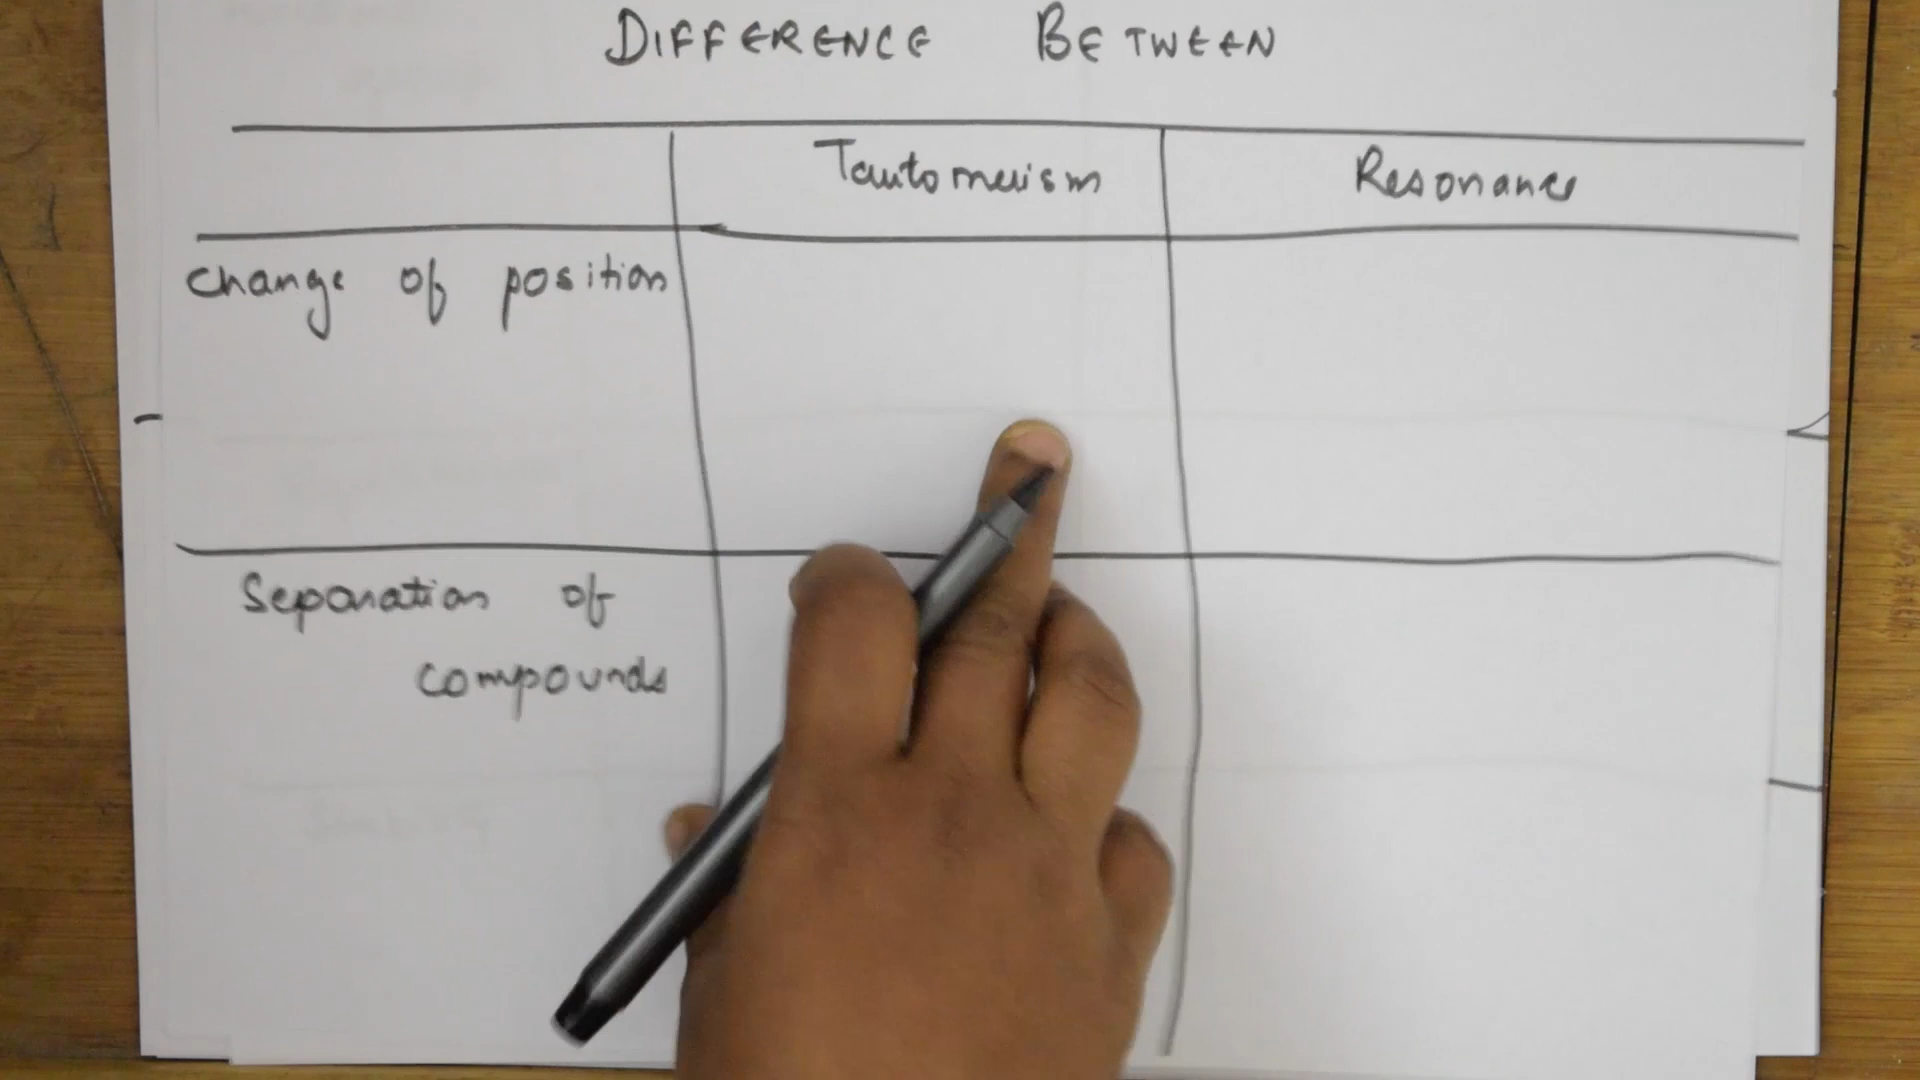 DIFFERENCE BETWEEN
Tautomerism
Resonance
change of position
Separation of
compounds